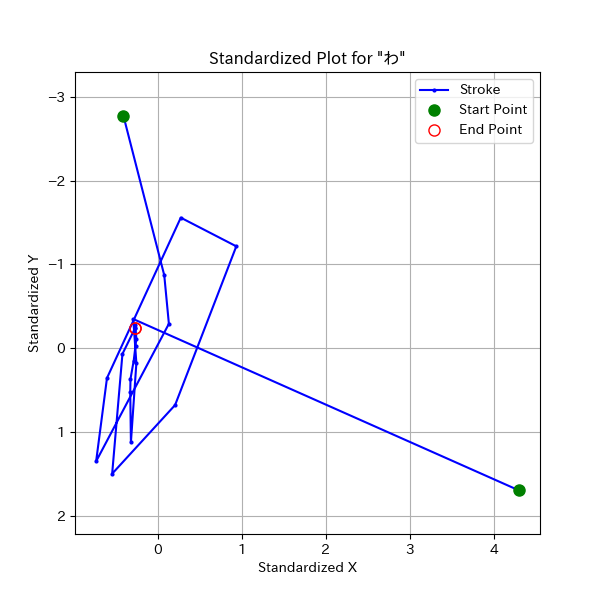 Standardized Plot for "わ"
Stroke
Start Point
End Point
−3
−2
−1
0
1
2
Standardized Y
0
1
2
3
4
Standardized X